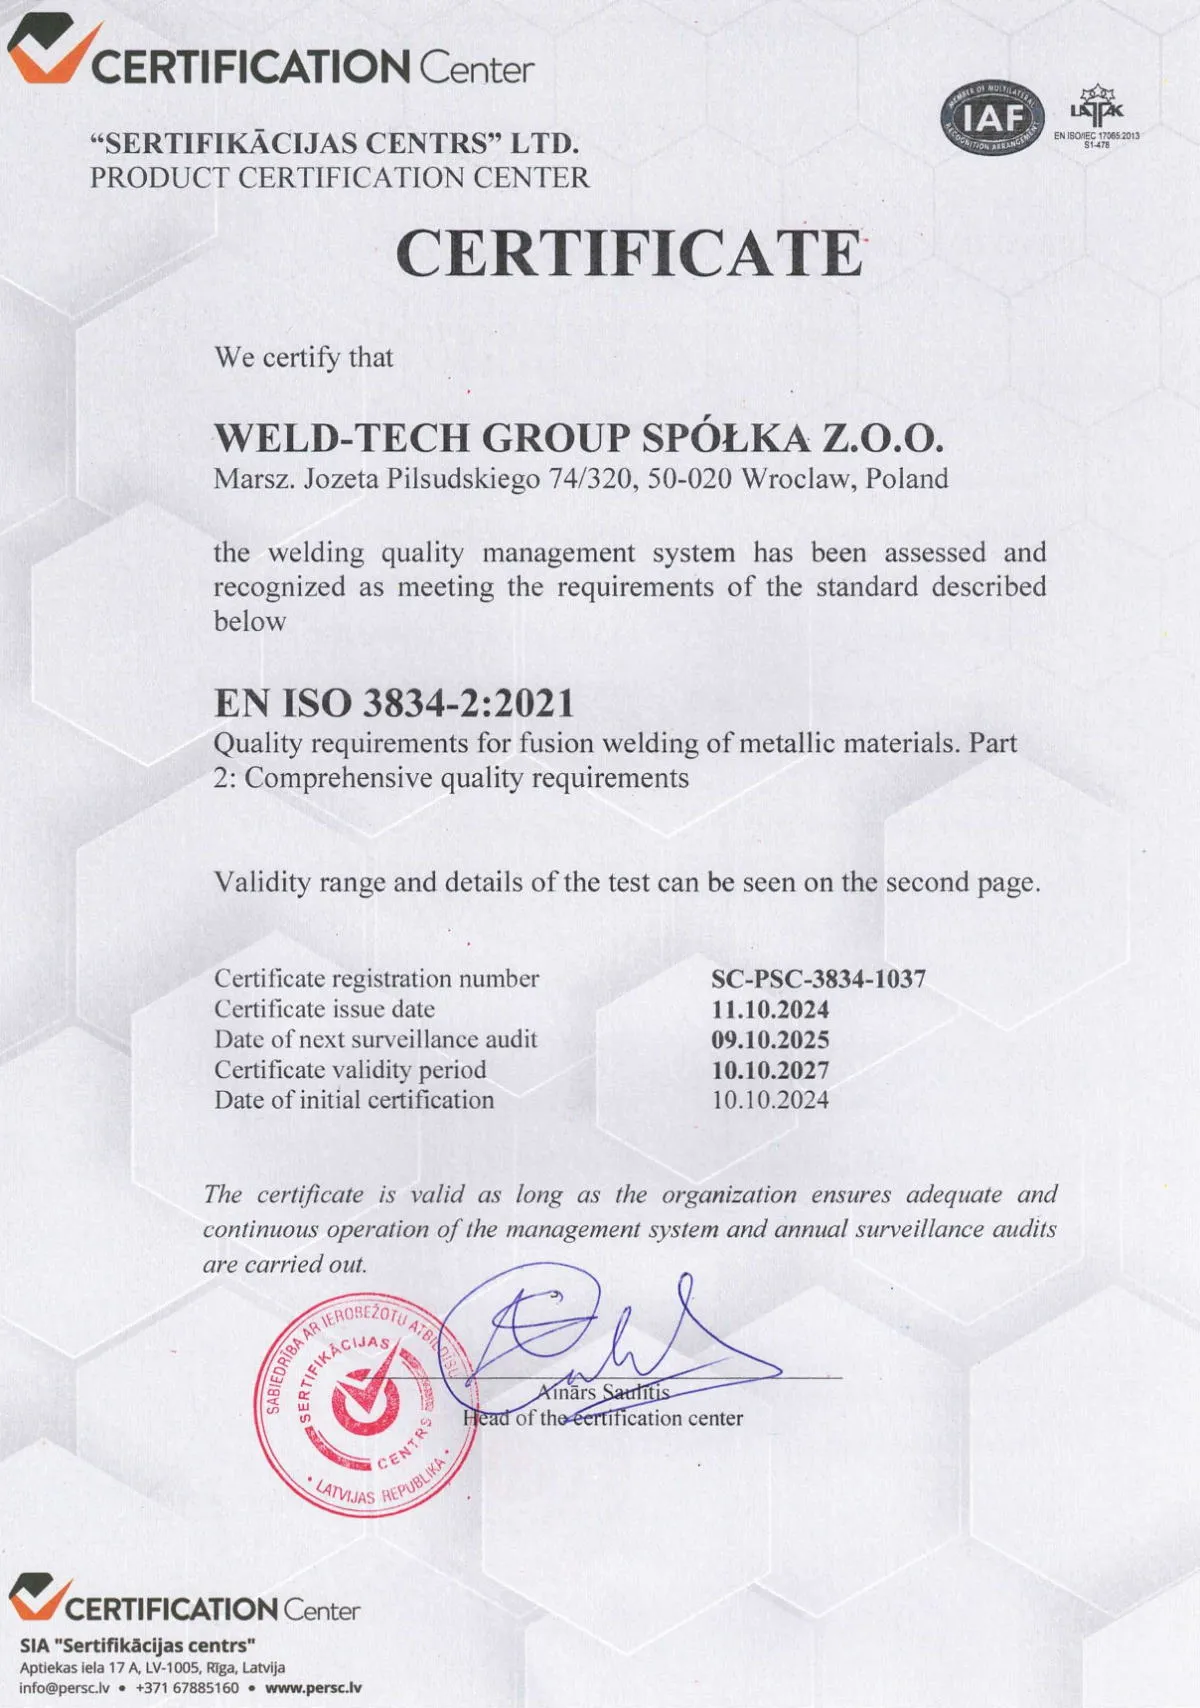 CERTIFICATION Center
MEMBER OF MULTILATERAL
IAF
RECOGNITION ARRANGEMENT
LATAK
EN ISO/IEC 17065:2013
S1-478
“SERTIFIKĀCIJAS CENTRS” LTD.
PRODUCT CERTIFICATION CENTER
CERTIFICATE
We certify that
WELD-TECH GROUP SPÓŁKA Z.O.O.
Marsz. Jozeta Pilsudskiego 74/320, 50-020 Wroclaw, Poland
the welding quality management system has been assessed and
recognized as meeting the requirements of the standard described
below
EN ISO 3834-2:2021
Quality requirements for fusion welding of metallic materials. Part
2: Comprehensive quality requirements
Validity range and details of the test can be seen on the second page.
Certificate registration number SC-PSC-3834-1037
Certificate issue date 11.10.2024
Date of next surveillance audit 09.10.2025
Certificate validity period 10.10.2027
Date of initial certification 10.10.2024
The certificate is valid as long as the organization ensures adequate and
continuous operation of the management system and annual surveillance audits
are carried out.
SABIEDRĪBA AR IEROBEŽOTU ATBILDĪBU
SERTIFIKĀCIJAS
CENTRS
• LATVIJAS REPUBLIKA •
Ainārs Saulītis
Head of the certification center
CERTIFICATION Center
SIA "Sertifikācijas centrs"
Aptiekas iela 17 A, LV-1005, Rīga, Latvija
info@persc.lv • +371 67885160 • www.persc.lv